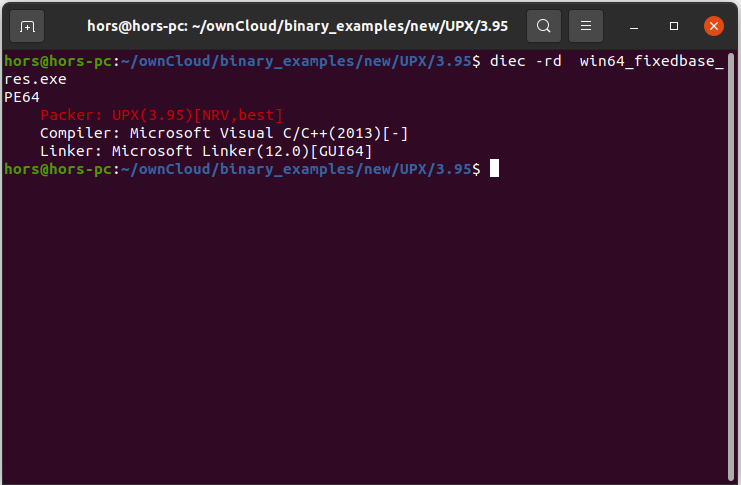 hors@hors-pc: ~/ownCloud/binary_examples/new/UPX/3.95
hors@hors-pc:~/ownCloud/binary_examples/new/UPX/3.95$ diec -rd  win64_fixedbase_
res.exe
PE64
    Packer: UPX(3.95)[NRV,best]
    Compiler: Microsoft Visual C/C++(2013)[-]
    Linker: Microsoft Linker(12.0)[GUI64]
hors@hors-pc:~/ownCloud/binary_examples/new/UPX/3.95$